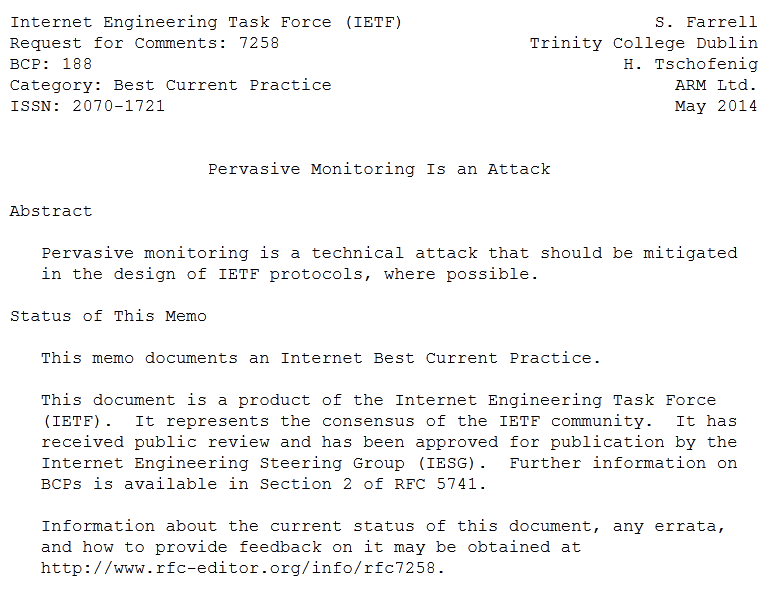 Internet Engineering Task Force (IETF)                        S. Farrell
Request for Comments: 7258                        Trinity College Dublin
BCP: 188                                                   H. Tschofenig
Category: Best Current Practice                                 ARM Ltd.
ISSN: 2070-1721                                                 May 2014
Pervasive Monitoring Is an Attack
Abstract
Pervasive monitoring is a technical attack that should be mitigated
in the design of IETF protocols, where possible.
Status of This Memo
This memo documents an Internet Best Current Practice.
This document is a product of the Internet Engineering Task Force
(IETF).  It represents the consensus of the IETF community.  It has
received public review and has been approved for publication by the
Internet Engineering Steering Group (IESG).  Further information on
BCPs is available in Section 2 of RFC 5741.
Information about the current status of this document, any errata,
and how to provide feedback on it may be obtained at
http://www.rfc-editor.org/info/rfc7258.